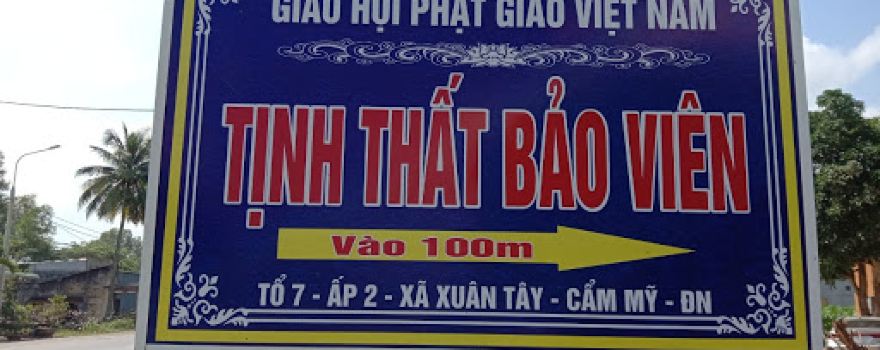 GIÁO HỘI PHẬT GIÁO VIỆT NAM
TỊNH THẤT BẢO VIÊN
Vào 100m
TỔ 7 - ẤP 2 - XÃ XUÂN TÂY - CẨM MỸ - ĐN